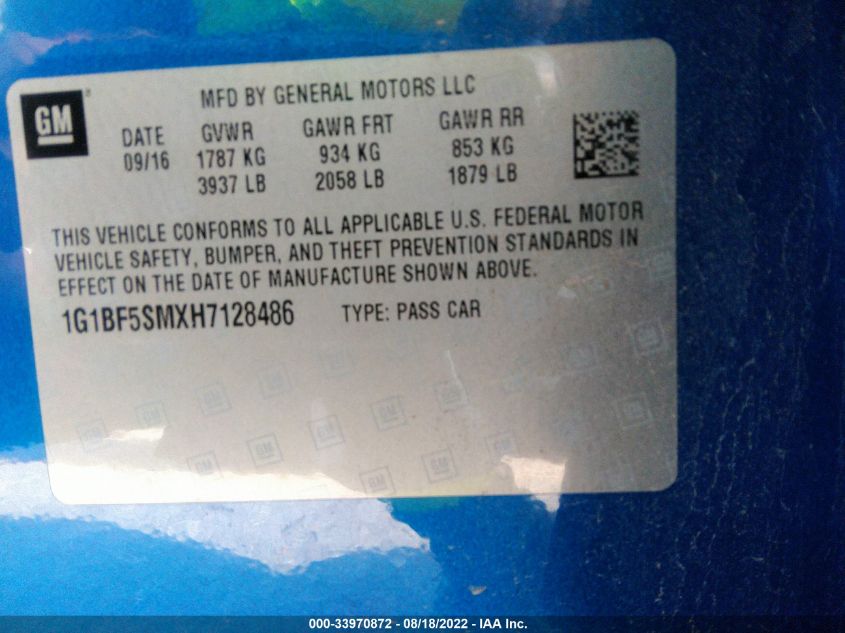 MFD BY GENERAL MOTORS LLC
GM
DATE GVWR GAWR FRT GAWR RR
09/16 1787 KG 934 KG 853 KG
3937 LB 2058 LB 1879 LB
THIS VEHICLE CONFORMS TO ALL APPLICABLE U.S. FEDERAL MOTOR
VEHICLE SAFETY, BUMPER, AND THEFT PREVENTION STANDARDS IN
EFFECT ON THE DATE OF MANUFACTURE SHOWN ABOVE.
1G1BF5SMXH7128486 TYPE: PASS CAR
000-33970872 - 08/18/2022 - IAA Inc.